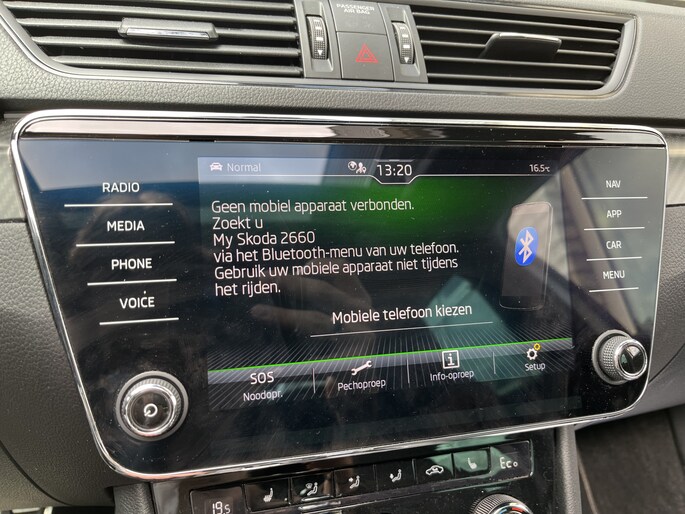 PASSENGER
AIR BAG
RADIO
MEDIA
PHONE
VOICE
Normal
13:20
16.5°C
Geen mobiel apparaat verbonden.
Zoekt u
My Skoda 2660
via het Bluetooth-menu van uw telefoon.
Gebruik uw mobiele apparaat niet tijdens
het rijden.
Mobiele telefoon kiezen
SOS
Noodopr.
Pechoproep
i
Info-oproep
Setup
NAV
APP
CAR
MENU
19.5
Eco